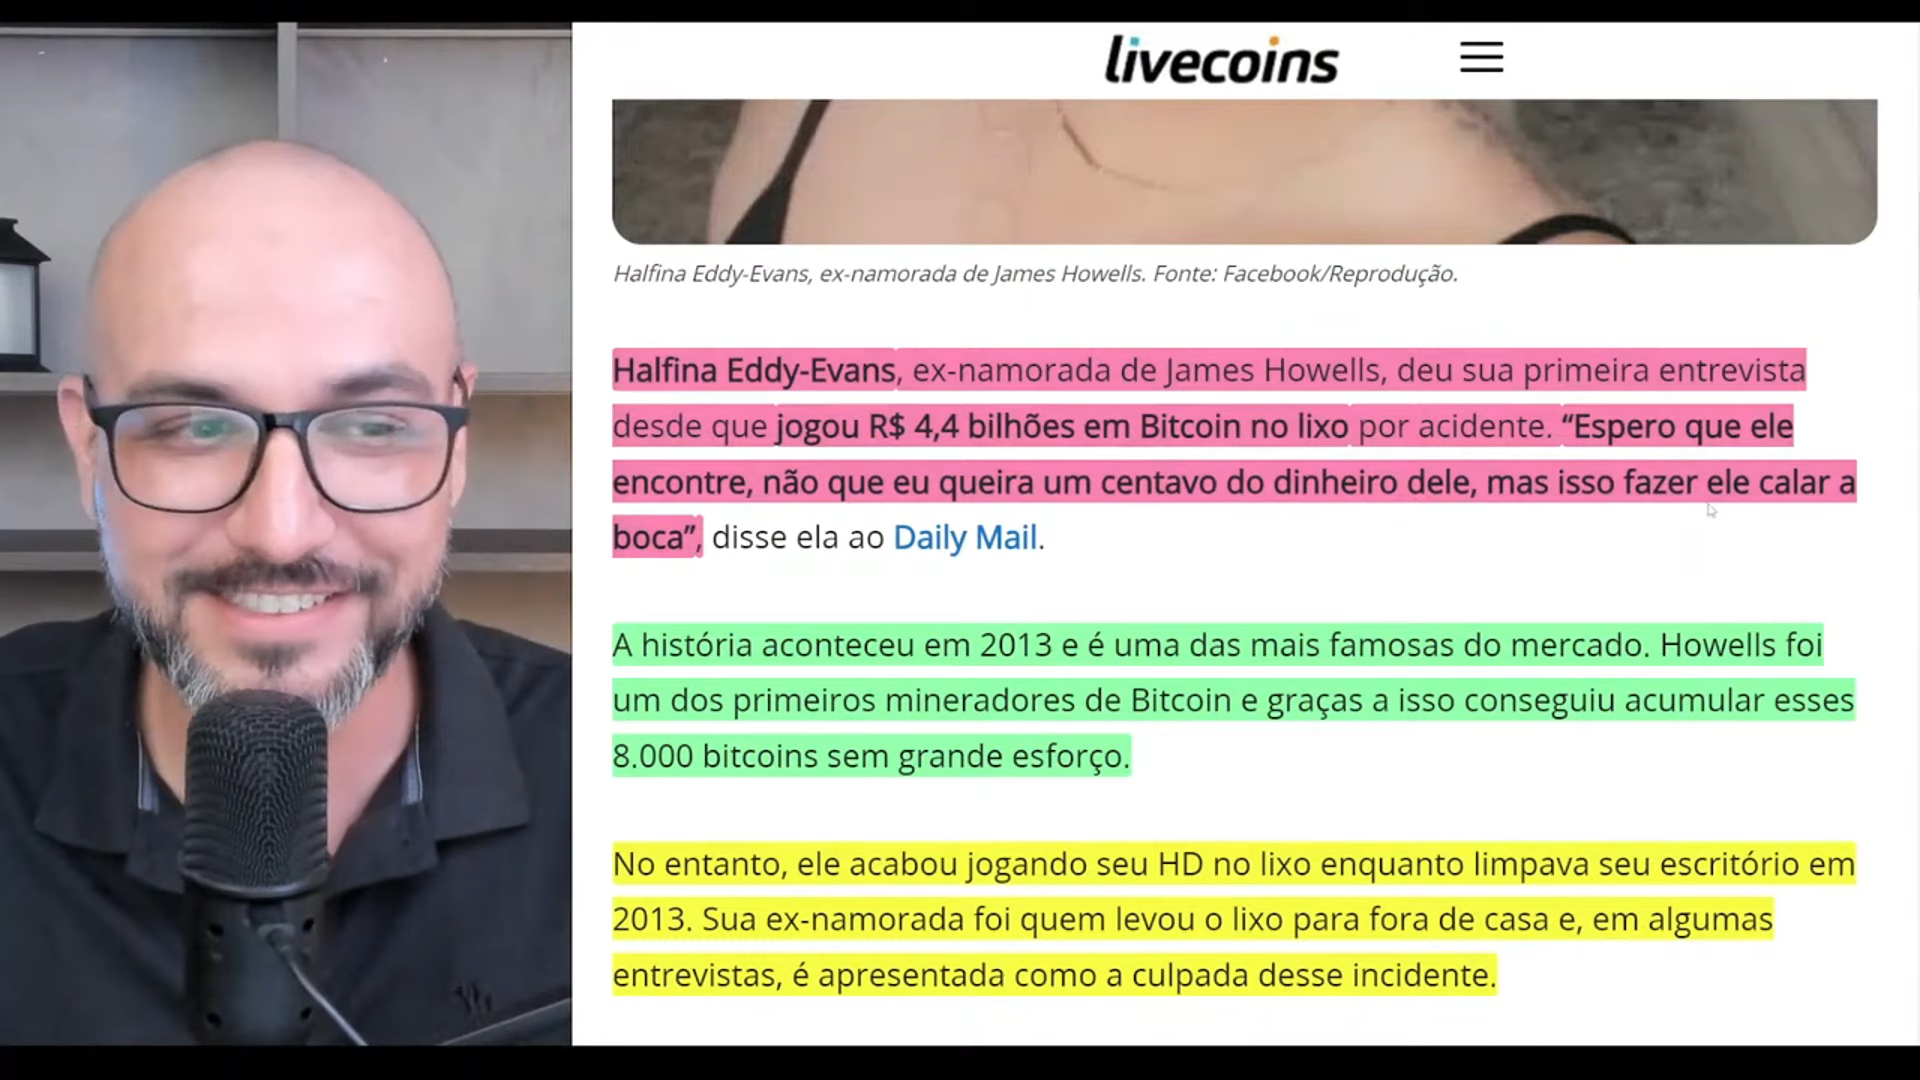 livecoins
Halfina Eddy-Evans, ex-namorada de James Howells. Fonte: Facebook/Reprodução.
Halfina Eddy-Evans, ex-namorada de James Howells, deu sua primeira entrevista
desde que jogou R$ 4,4 bilhões em Bitcoin no lixo por acidente. “Espero que ele
encontre, não que eu queira um centavo do dinheiro dele, mas isso fazer ele calar a
boca”, disse ela ao Daily Mail.
A história aconteceu em 2013 e é uma das mais famosas do mercado. Howells foi
um dos primeiros mineradores de Bitcoin e graças a isso conseguiu acumular esses
8.000 bitcoins sem grande esforço.
No entanto, ele acabou jogando seu HD no lixo enquanto limpava seu escritório em
2013. Sua ex-namorada foi quem levou o lixo para fora de casa e, em algumas
entrevistas, é apresentada como a culpada desse incidente.